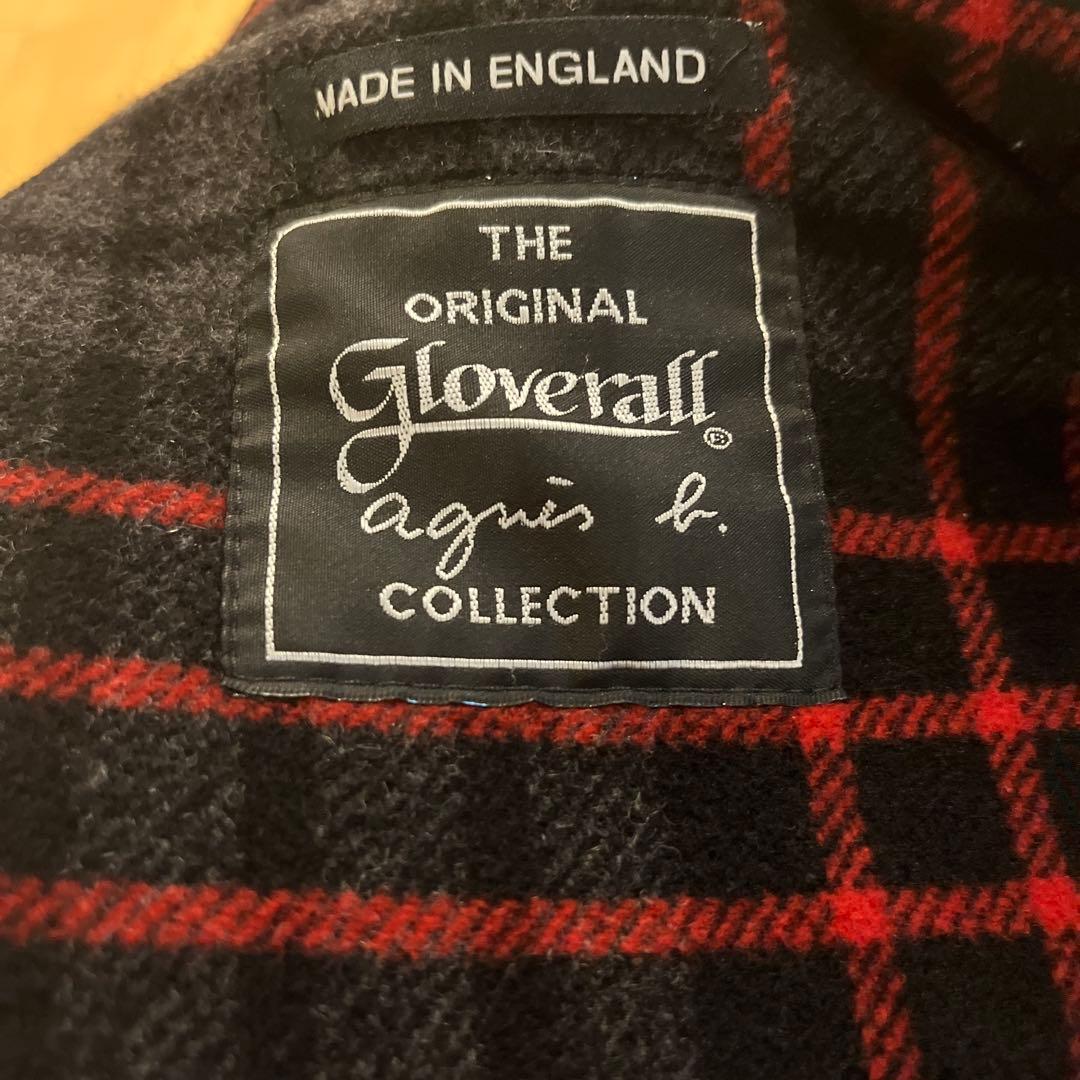 MADE IN ENGLAND
THE
ORIGINAL
Gloverall®
agnès b.
COLLECTION